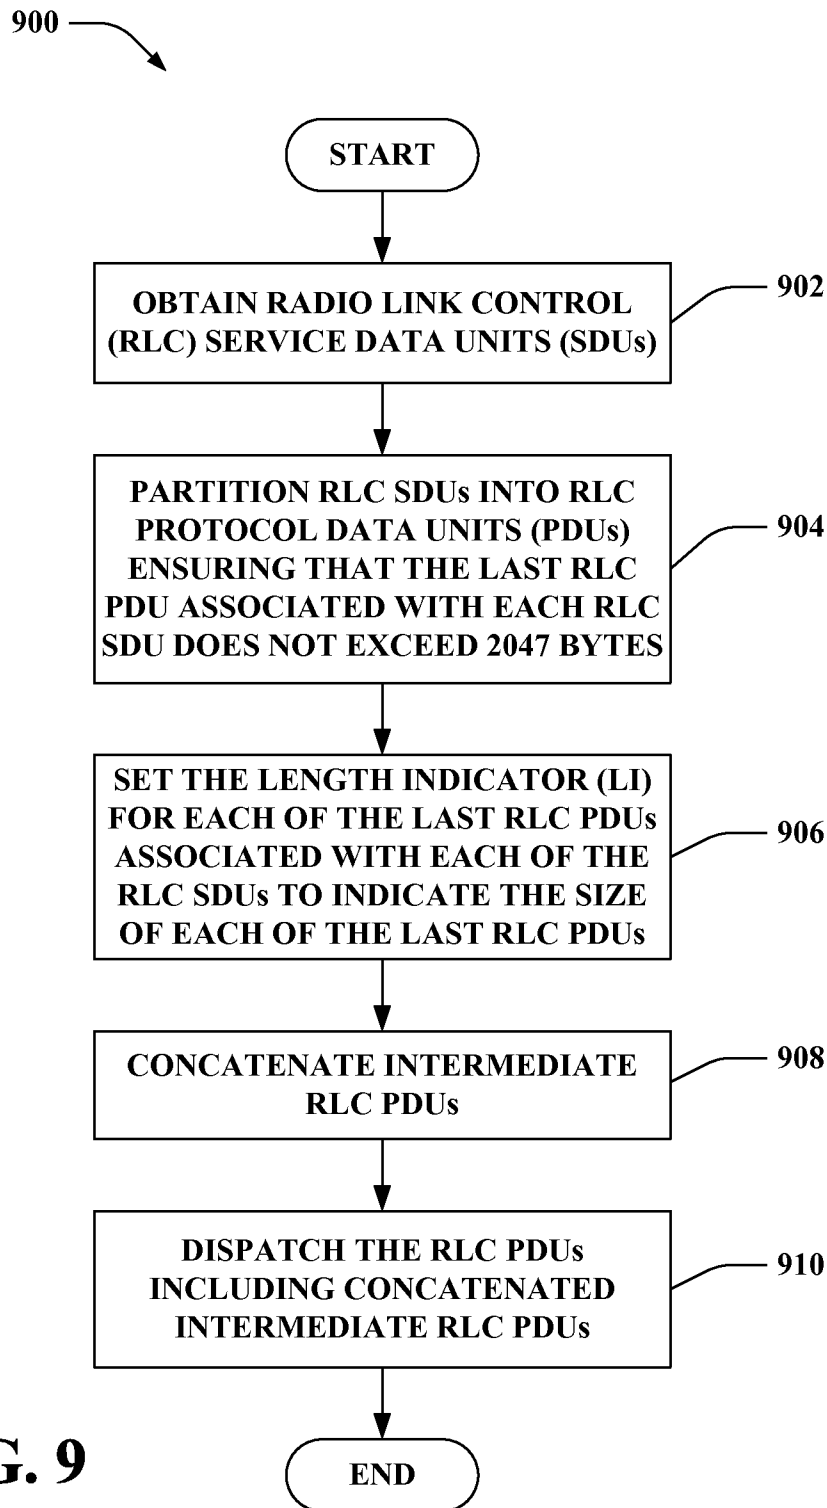 900
START
OBTAIN RADIO LINK CONTROL
(RLC) SERVICE DATA UNITS (SDUs)
902
PARTITION RLC SDUs INTO RLC
PROTOCOL DATA UNITS (PDUs)
ENSURING THAT THE LAST RLC
PDU ASSOCIATED WITH EACH RLC
SDU DOES NOT EXCEED 2047 BYTES
904
SET THE LENGTH INDICATOR (LI)
FOR EACH OF THE LAST RLC PDUs
ASSOCIATED WITH EACH OF THE
RLC SDUs TO INDICATE THE SIZE
OF EACH OF THE LAST RLC PDUs
906
CONCATENATE INTERMEDIATE
RLC PDUs
908
DISPATCH THE RLC PDUs
INCLUDING CONCATENATED
INTERMEDIATE RLC PDUs
910
END
G. 9